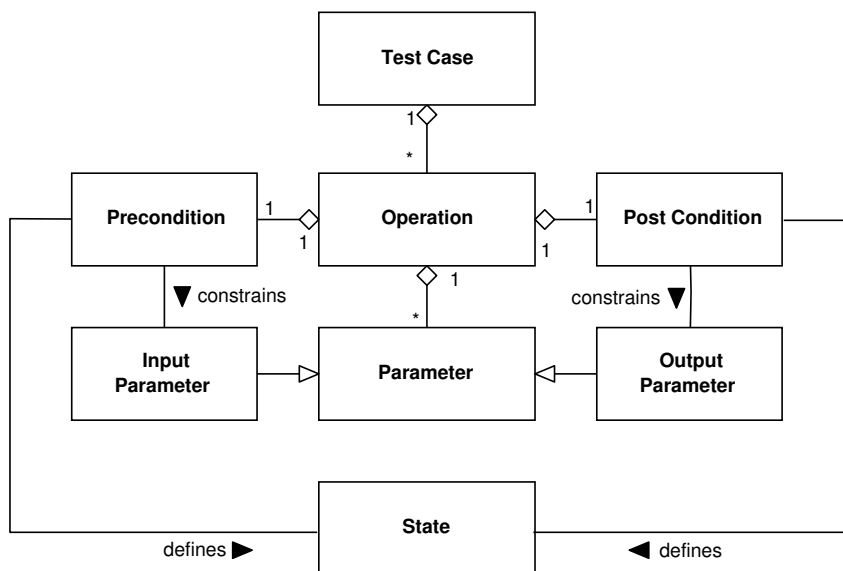 Test Case
1
*
Precondition
1
1
Operation
1
1
Post Condition
1
constrains
*
constrains
Input
Parameter
Parameter
Output
Parameter
State
defines
defines